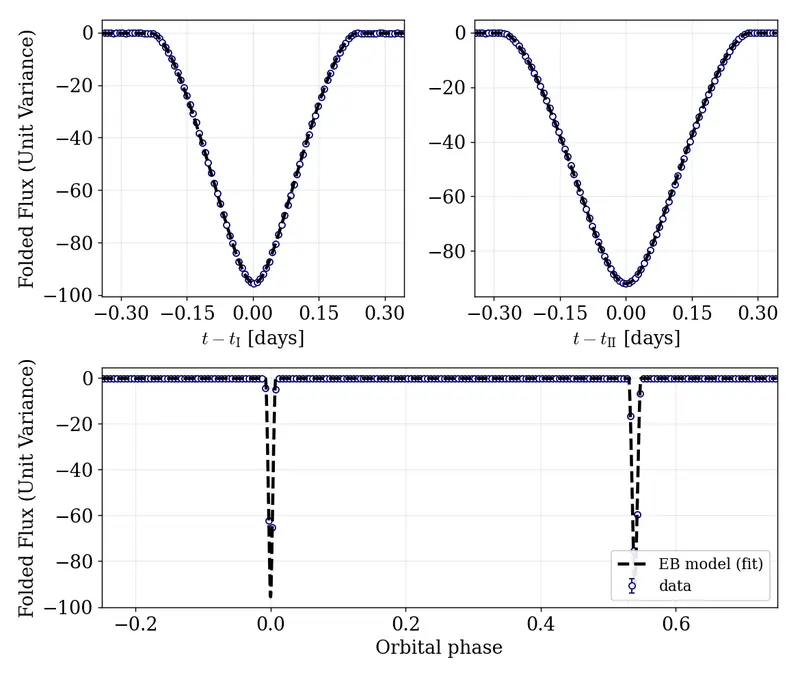 Folded Flux (Unit Variance)
0
−20
−40
−60
−80
−100
−0.30 −0.15 0.00 0.15 0.30
t − tI [days]
0
−20
−40
−60
−80
−0.30 −0.15 0.00 0.15 0.30
t − tII [days]
Folded Flux (Unit Variance)
0
−20
−40
−60
−80
−100
−0.2 0.0 0.2 0.4 0.6
Orbital phase
EB model (fit)
data